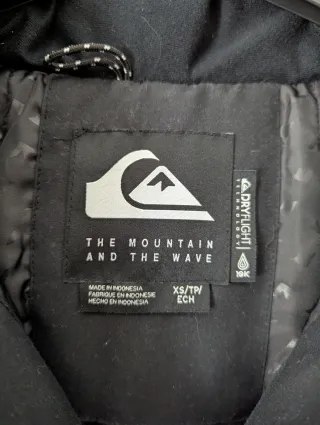 THE MOUNTAIN
AND THE WAVE
DRYFLIGHT
TECHNOLOGY
10K
MADE IN INDONESIA
FABRIQUE EN INDONESIE
HECHO EN INDONESIA
XS/TP/
ECH